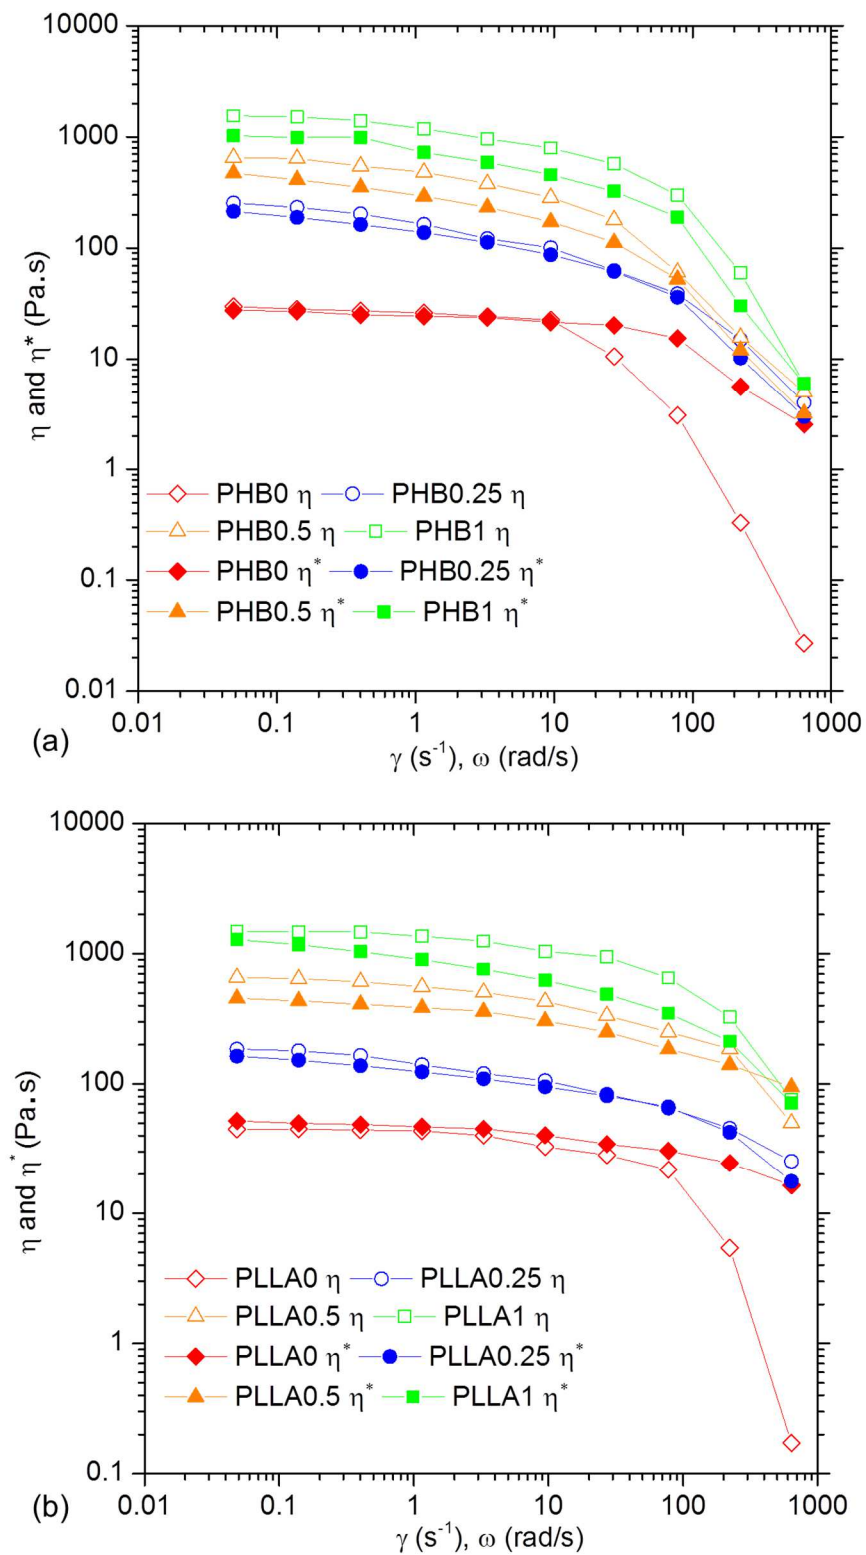 10000
1000
100
10
1
0.1
0.01
η and η* (Pa.s)
PHB0 η PHB0.25 η
PHB0.5 η PHB1 η
PHB0 η* PHB0.25 η*
PHB0.5 η* PHB1 η*
0.01 0.1 1 10 100 1000
(a)
γ (s-1), ω (rad/s)
10000
1000
100
10
1
0.1
η and η* (Pa.s)
PLLA0 η PLLA0.25 η
PLLA0.5 η PLLA1 η
PLLA0 η* PLLA0.25 η*
PLLA0.5 η* PLLA1 η*
0.01 0.1 1 10 100 1000
(b)
γ (s-1), ω (rad/s)